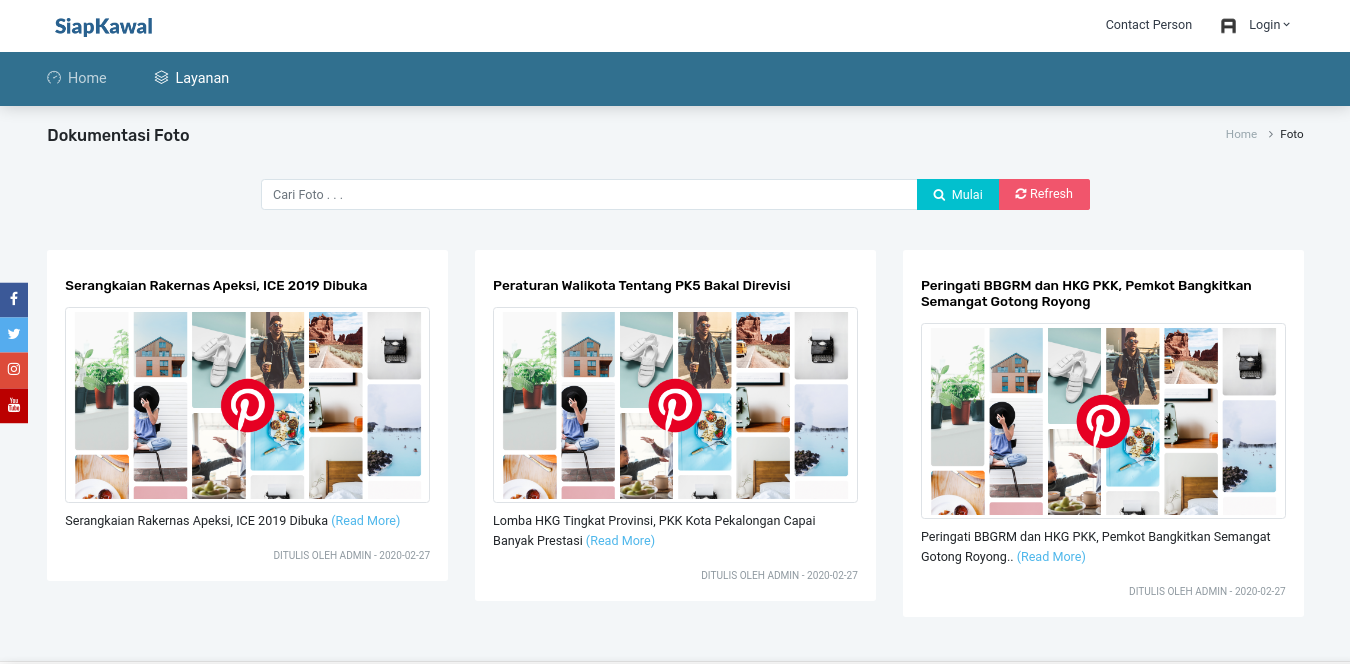 SiapKawal
Contact Person
Login
Home
Layanan
Dokumentasi Foto
Home
Foto
Cari Foto . . .
Mulai
Refresh
Serangkaian Rakernas Apeksi, ICE 2019 Dibuka
Serangkaian Rakernas Apeksi, ICE 2019 Dibuka (Read More)
DITULIS OLEH ADMIN - 2020-02-27
Peraturan Walikota Tentang PK5 Bakal Direvisi
Lomba HKG Tingkat Provinsi, PKK Kota Pekalongan Capai
Banyak Prestasi (Read More)
DITULIS OLEH ADMIN - 2020-02-27
Peringati BBGRM dan HKG PKK, Pemkot Bangkitkan
Semangat Gotong Royong
Peringati BBGRM dan HKG PKK, Pemkot Bangkitkan Semangat
Gotong Royong.. (Read More)
DITULIS OLEH ADMIN - 2020-02-27